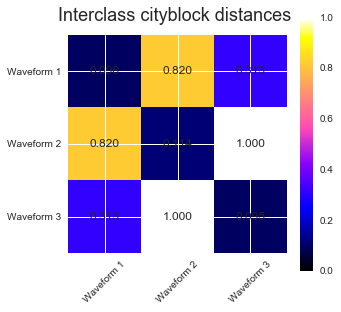 Interclass cityblock distances
1.0
Waveform 1
0.820
0.8
0.6
Waveform 2
0.820
1.000
0.4
Waveform 3
1.000
0.2
0.0
Waveform 1
Waveform 2
Waveform 3